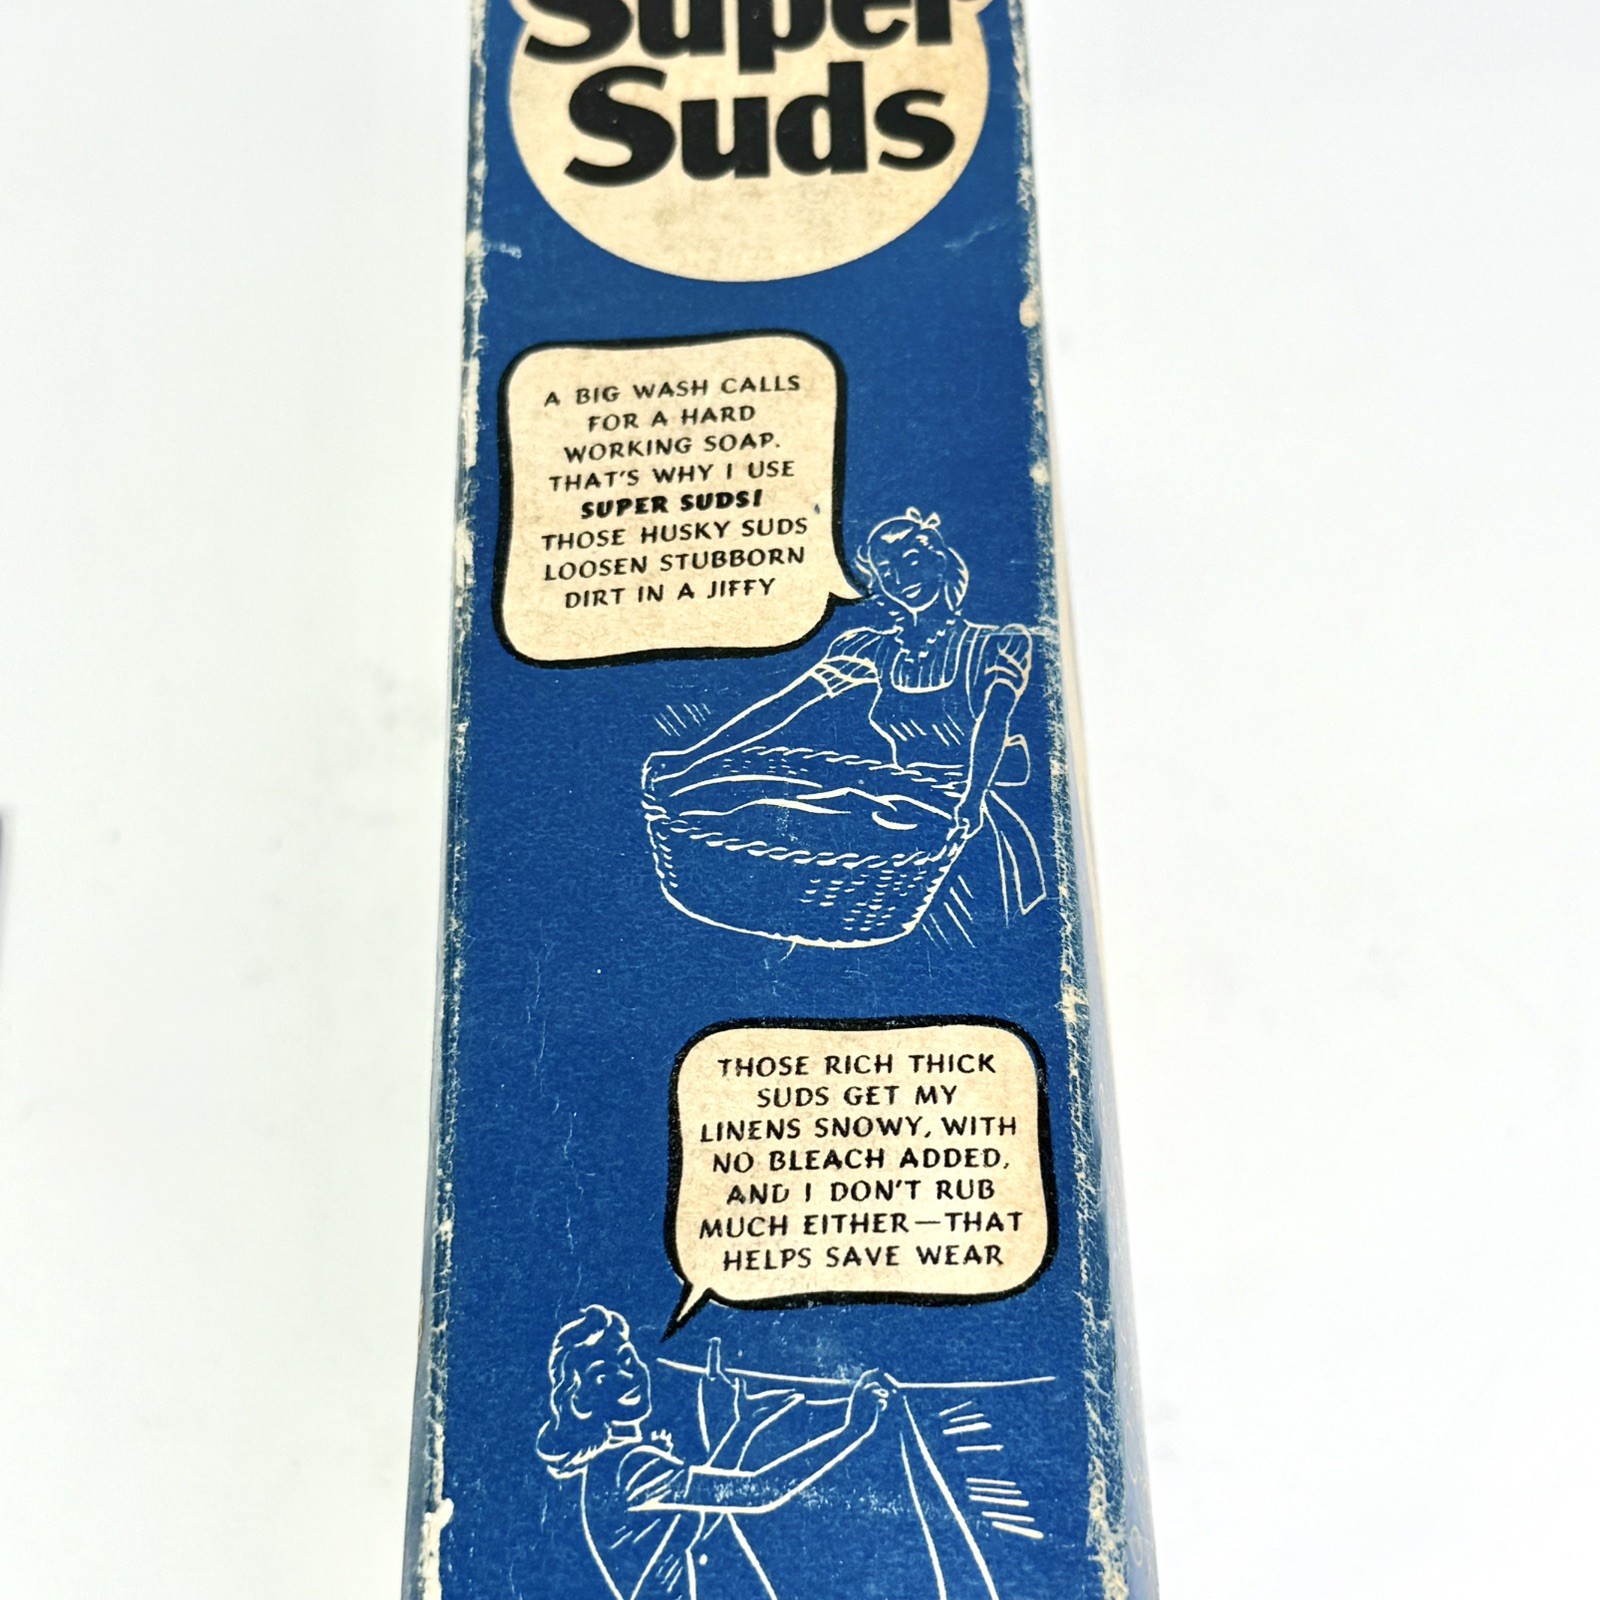 Super
Suds
A BIG WASH CALLS
FOR A HARD
WORKING SOAP.
THAT'S WHY I USE
SUPER SUDS!
THOSE HUSKY SUDS
LOOSEN STUBBORN
DIRT IN A JIFFY
THOSE RICH THICK
SUDS GET MY
LINENS SNOWY, WITH
NO BLEACH ADDED,
AND I DON'T RUB
MUCH EITHER—THAT
HELPS SAVE WEAR